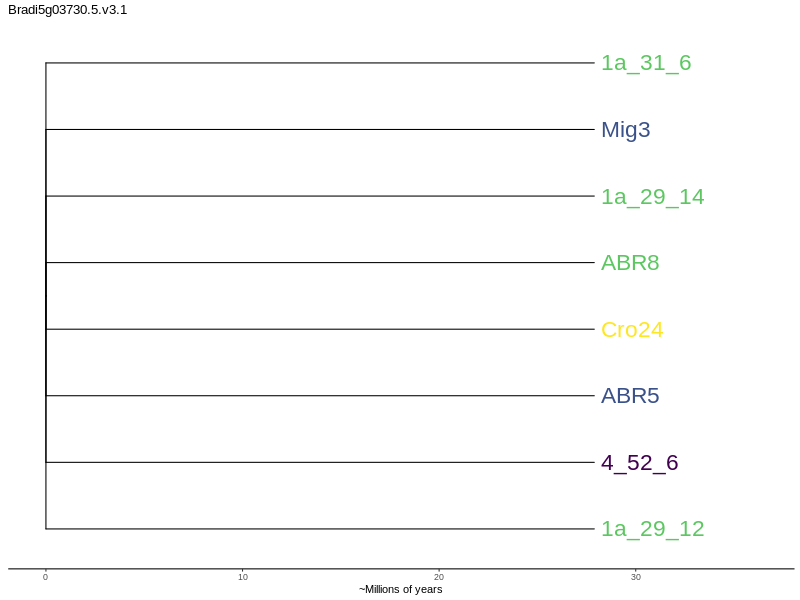 Bradi5g03730.5.v3.1
1a_31_6
Mig3
1a_29_14
ABR8
Cro24
ABR5
4_52_6
1a_29_12
0 10 20 30
~Millions of years